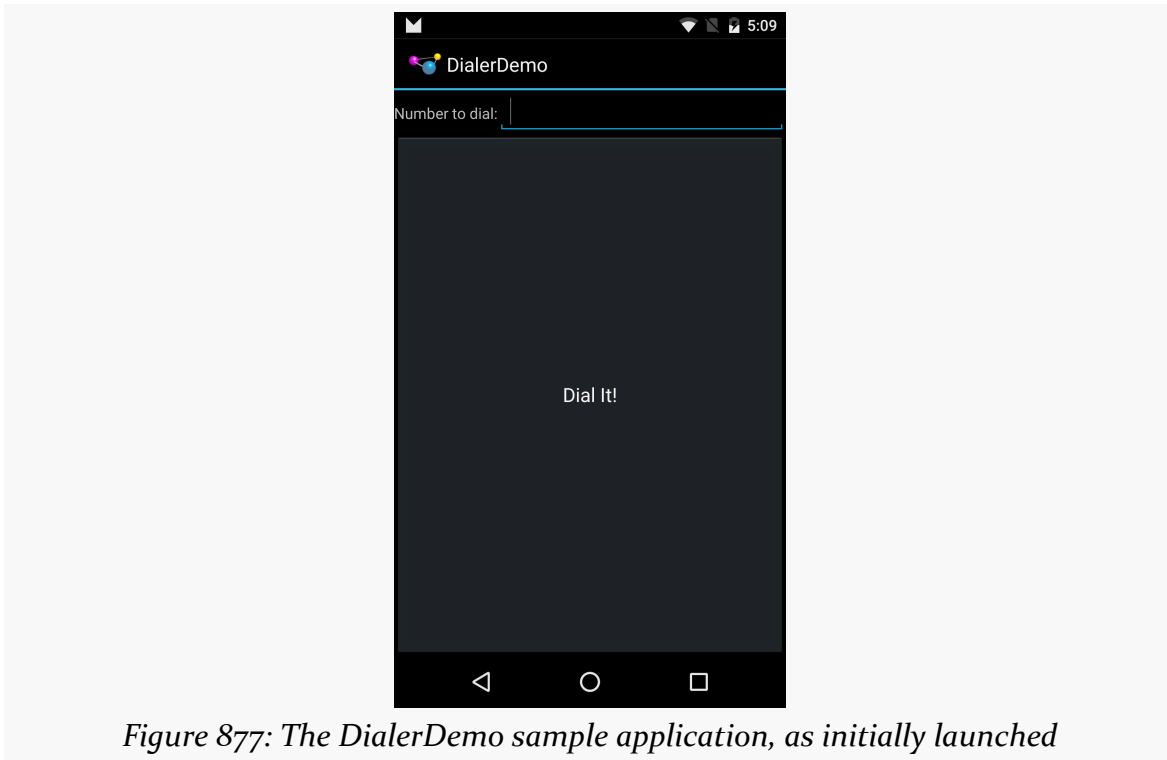 5:09
DialerDemo
Number to dial:
Dial It!
Figure 877: The DialerDemo sample application, as initially launched